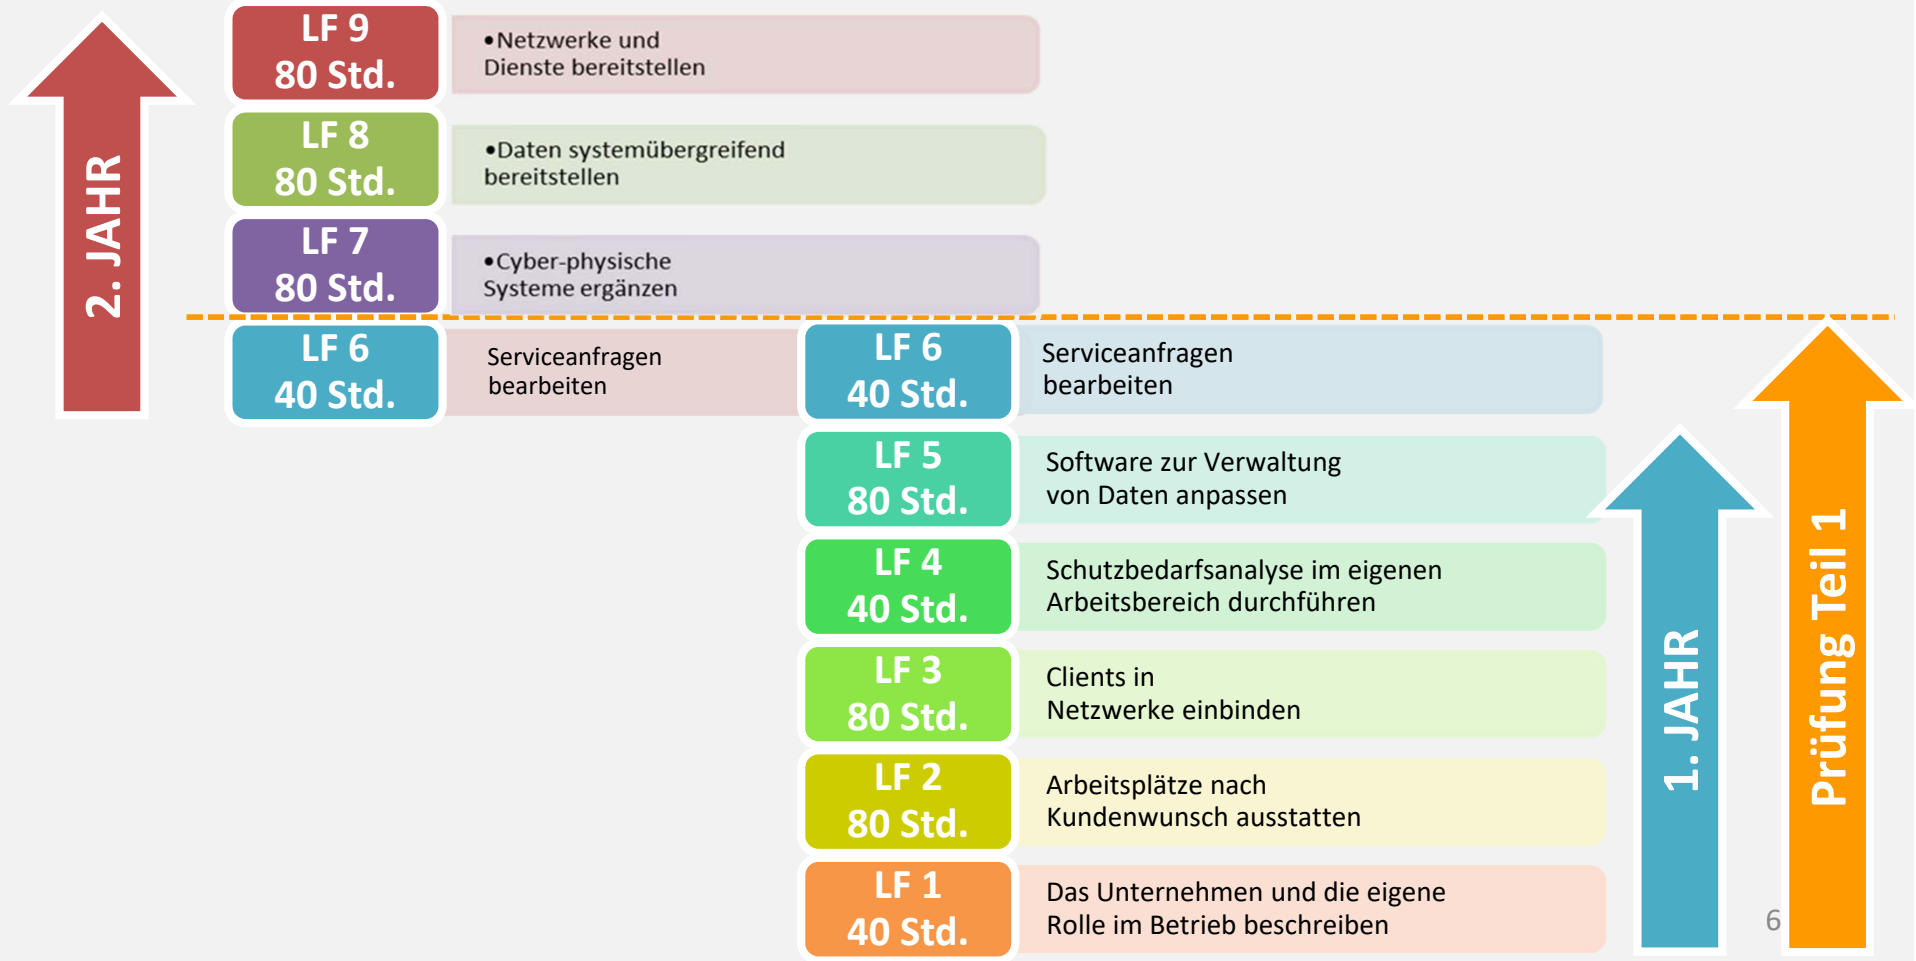 LF 9
80 Std.
•Netzwerke und
Dienste bereitstellen
LF 8
80 Std.
•Daten systemübergreifend
bereitstellen
LF 7
80 Std.
•Cyber-physische
Systeme ergänzen
2. JAHR
LF 6
40 Std.
Serviceanfragen
bearbeiten
LF 6
40 Std.
Serviceanfragen
bearbeiten
LF 5
80 Std.
Software zur Verwaltung
von Daten anpassen
LF 4
40 Std.
Schutzbedarfsanalyse im eigenen
Arbeitsbereich durchführen
LF 3
80 Std.
Clients in
Netzwerke einbinden
LF 2
80 Std.
Arbeitsplätze nach
Kundenwunsch ausstatten
LF 1
40 Std.
Das Unternehmen und die eigene
Rolle im Betrieb beschreiben
1. JAHR
Prüfung Teil 1
6